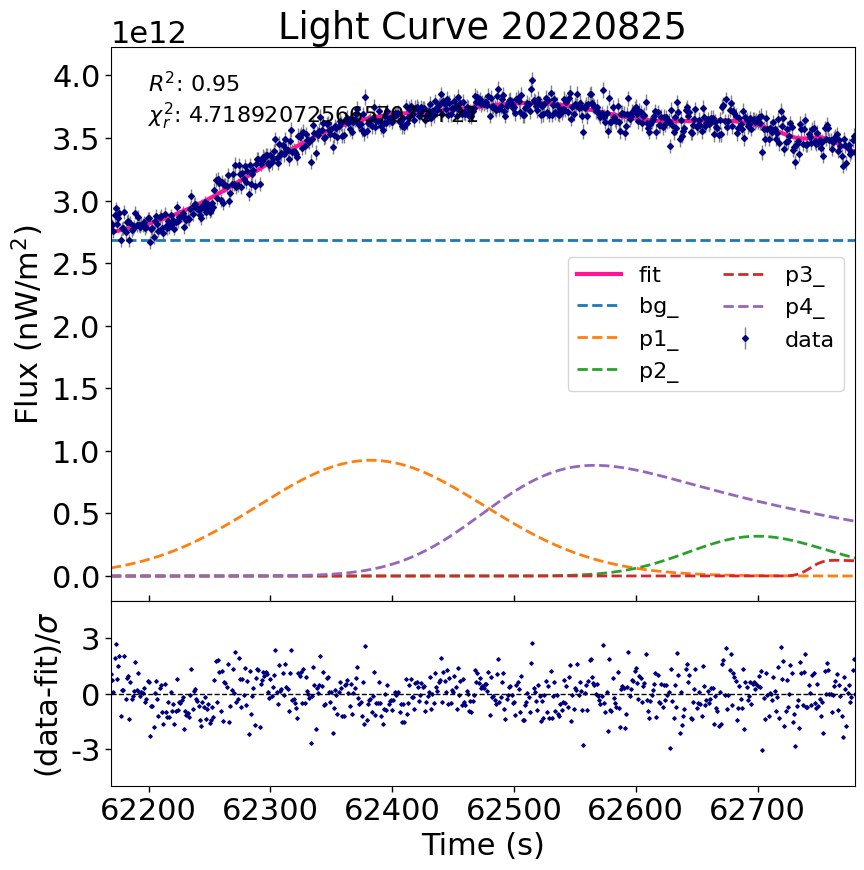 Light Curve 20220825
1e12
R²: 0.95
χ²ᵣ:
4.0
3.5
3.0
2.5
2.0
1.5
1.0
0.5
0.0
Flux (nW/m²)
fit
bg_
p1_
p2_
p3_
p4_
data
3
0
-3
(data-fit)/σ
62200 62300 62400 62500 62600 62700
Time (s)